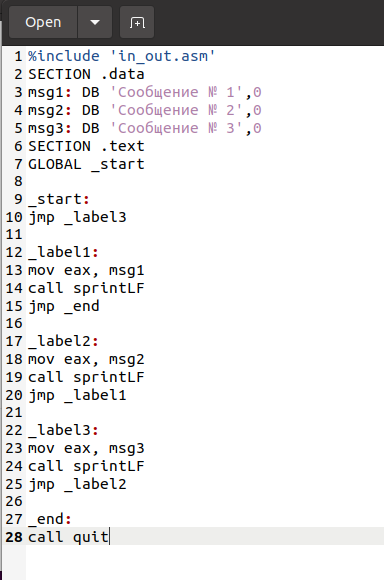 Open
1 %include 'in_out.asm'
2 SECTION .data
3 msg1: DB 'Сообщение № 1',0
4 msg2: DB 'Сообщение № 2',0
5 msg3: DB 'Сообщение № 3',0
6 SECTION .text
7 GLOBAL _start
8
9 _start:
10 jmp _label3
11
12 _label1:
13 mov eax, msg1
14 call sprintLF
15 jmp _end
16
17 _label2:
18 mov eax, msg2
19 call sprintLF
20 jmp _label1
21
22 _label3:
23 mov eax, msg3
24 call sprintLF
25 jmp _label2
26
27 _end:
28 call quit